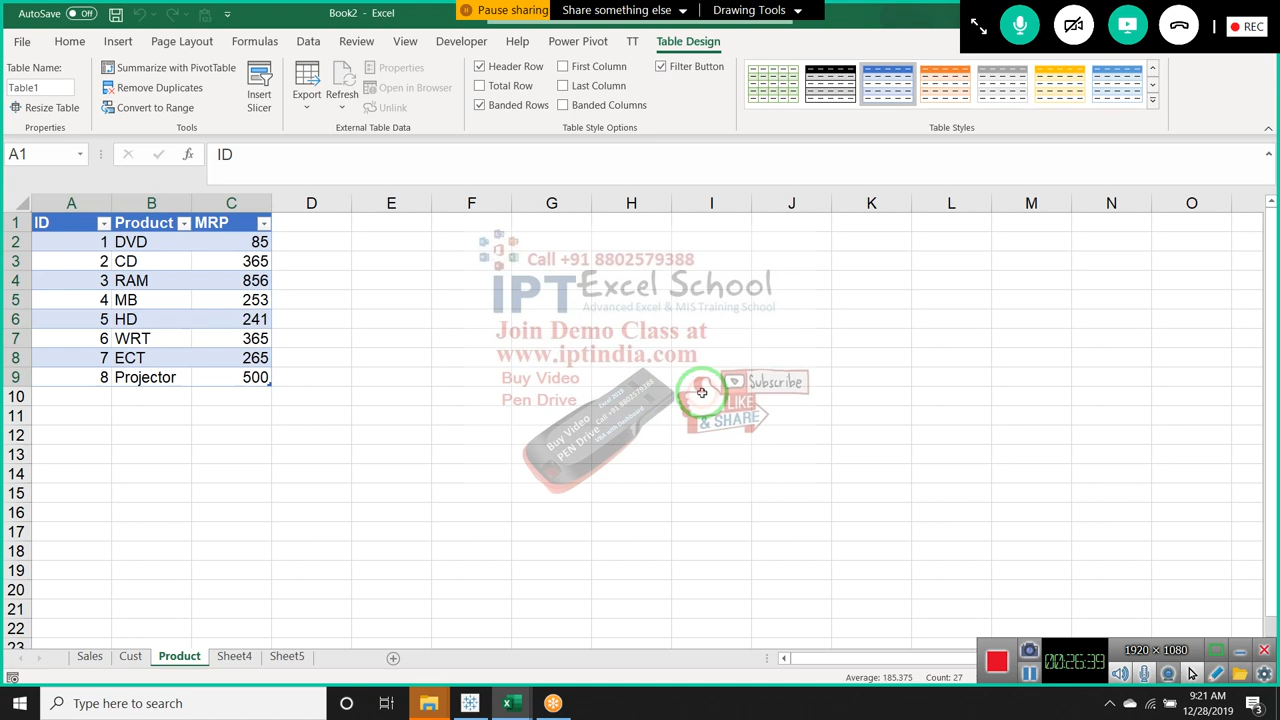 AutoSave Off
Book2 - Excel
Pause sharing
Share something else
Drawing Tools
REC
File Home Insert Page Layout Formulas Data Review View Developer Help Power Pivot TT Table Design
Table Name:
Table1
Resize Table
Properties
Summarize with PivotTable
Remove Duplicates
Convert to Range
Tools
Insert Slicer
Export
Refresh
Properties
Open in Browser
Unlink
External Table Data
Header Row
Total Row
Banded Rows
First Column
Last Column
Banded Columns
Filter Button
Table Style Options
Table Styles
A1
fx
ID
A B C D E F G H I J K L M N O
1 ID Product MRP
2 1 DVD 85
3 2 CD 365
4 3 RAM 856
5 4 MB 253
6 5 HD 241
7 6 WRT 365
8 7 ECT 265
9 8 Projector 500
10
11
12
13
14
15
16
17
18
19
20
21
22
23
Call +91 8802579388
IPT Excel School
Advanced Excel & MIS Training School
Join Demo Class at
www.iptindia.com
Buy Video
Pen Drive
Buy Video
PEN Drive
Call +91 8802579388
Subscribe
LIKE
& SHARE
Sales Cust Product Sheet4 Sheet5
Average: 185.375 Count: 27
1920 × 1080
00:26:39
Type here to search
9:21 AM
12/28/2019
3